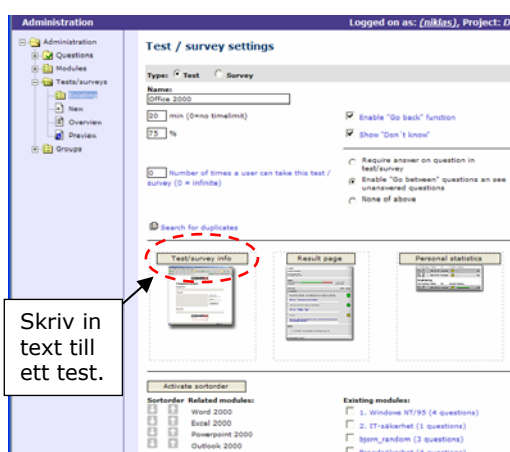 Administration
Logged on as: (niklas), Project: D
Administration
Questions
Modules
Tests/surveys
Existing
New
Overview
Preview
Groups
Test / survey settings
Type: Test Survey
Name:
Office 2000
20 min (0=no timelimit)
75 %
Enable "Go back" function
Show "Don´t know"
0 Number of times a user can take this test /
survey (0 = infinite)
Require answer on question in
test/survey
Enable "Go between" questions an see
unanswered questions
None of above
Search for duplicates
Test/survey info
Result page
Personal statistics
Skriv in
text till
ett test.
Activate sortorder
Sortorder Related modules:
Word 2000
Excel 2000
Powerpoint 2000
Outlook 2000
Existing modules:
1. Windows NT/95 (4 questions)
2. IT-säkerhet (1 questions)
bjorn_random (3 questions)